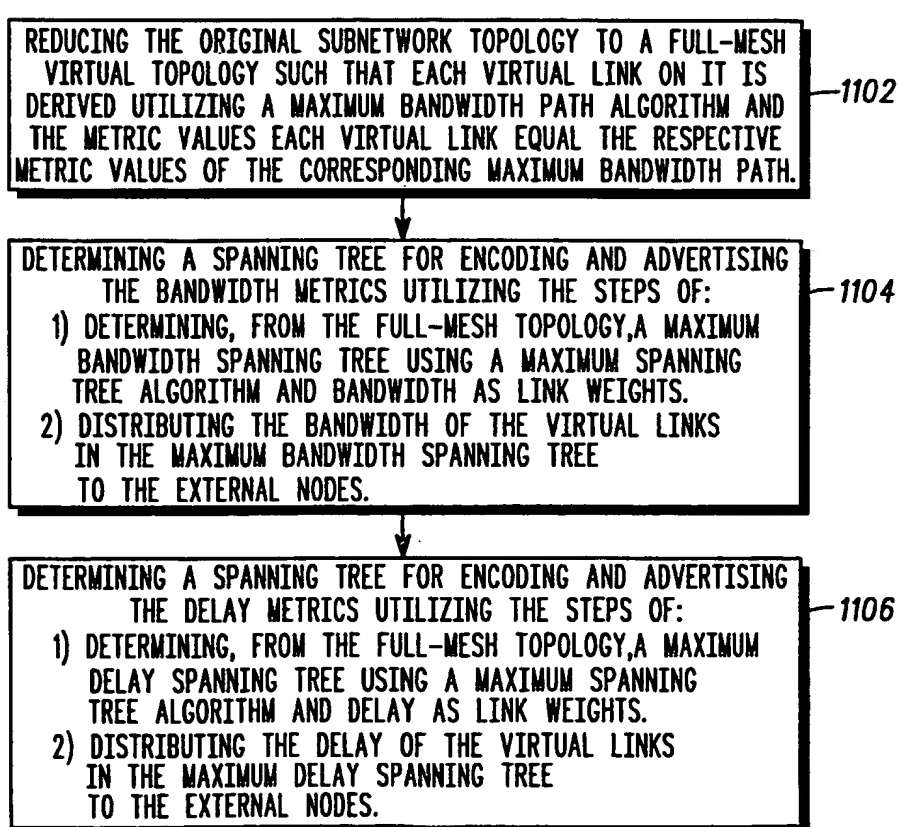 REDUCING THE ORIGINAL SUBNETWORK TOPOLOGY TO A FULL-MESH
VIRTUAL TOPOLOGY SUCH THAT EACH VIRTUAL LINK ON IT IS
DERIVED UTILIZING A MAXIMUM BANDWIDTH PATH ALGORITHM AND
THE METRIC VALUES EACH VIRTUAL LINK EQUAL THE RESPECTIVE
METRIC VALUES OF THE CORRESPONDING MAXIMUM BANDWIDTH PATH.
1102
DETERMINING A SPANNING TREE FOR ENCODING AND ADVERTISING
THE BANDWIDTH METRICS UTILIZING THE STEPS OF:
1) DETERMINING, FROM THE FULL-MESH TOPOLOGY,A MAXIMUM
BANDWIDTH SPANNING TREE USING A MAXIMUM SPANNING
TREE ALGORITHM AND BANDWIDTH AS LINK WEIGHTS.
2) DISTRIBUTING THE BANDWIDTH OF THE VIRTUAL LINKS
IN THE MAXIMUM BANDWIDTH SPANNING TREE
TO THE EXTERNAL NODES.
1104
DETERMINING A SPANNING TREE FOR ENCODING AND ADVERTISING
THE DELAY METRICS UTILIZING THE STEPS OF:
1) DETERMINING, FROM THE FULL-MESH TOPOLOGY,A MAXIMUM
DELAY SPANNING TREE USING A MAXIMUM SPANNING
TREE ALGORITHM AND DELAY AS LINK WEIGHTS.
2) DISTRIBUTING THE DELAY OF THE VIRTUAL LINKS
IN THE MAXIMUM DELAY SPANNING TREE
TO THE EXTERNAL NODES.
1106